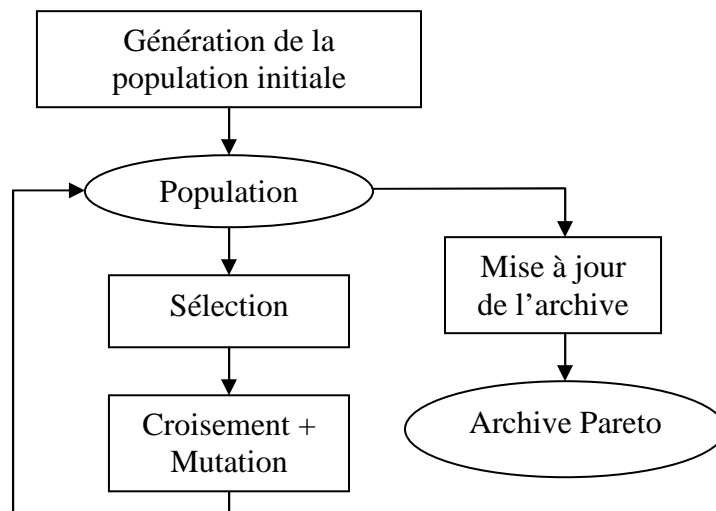 Génération de la
population initiale
Population
Sélection
Croisement +
Mutation
Mise à jour
de l’archive
Archive Pareto